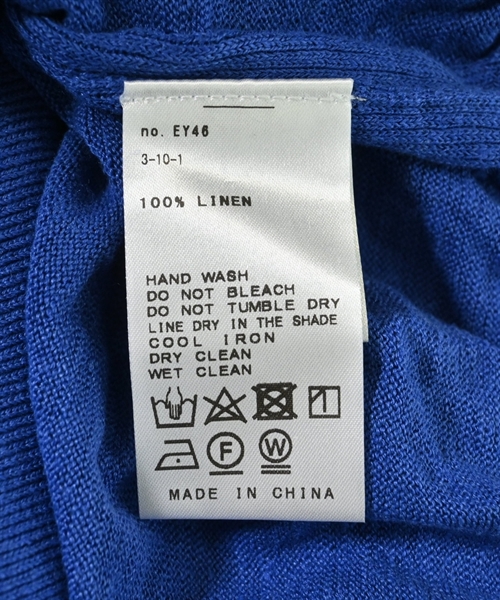 no. EY46
3-10-1
100% LINEN
HAND WASH
DO NOT BLEACH
DO NOT TUMBLE DRY
LINE DRY IN THE SHADE
COOL IRON
DRY CLEAN
WET CLEAN
F W
MADE IN CHINA